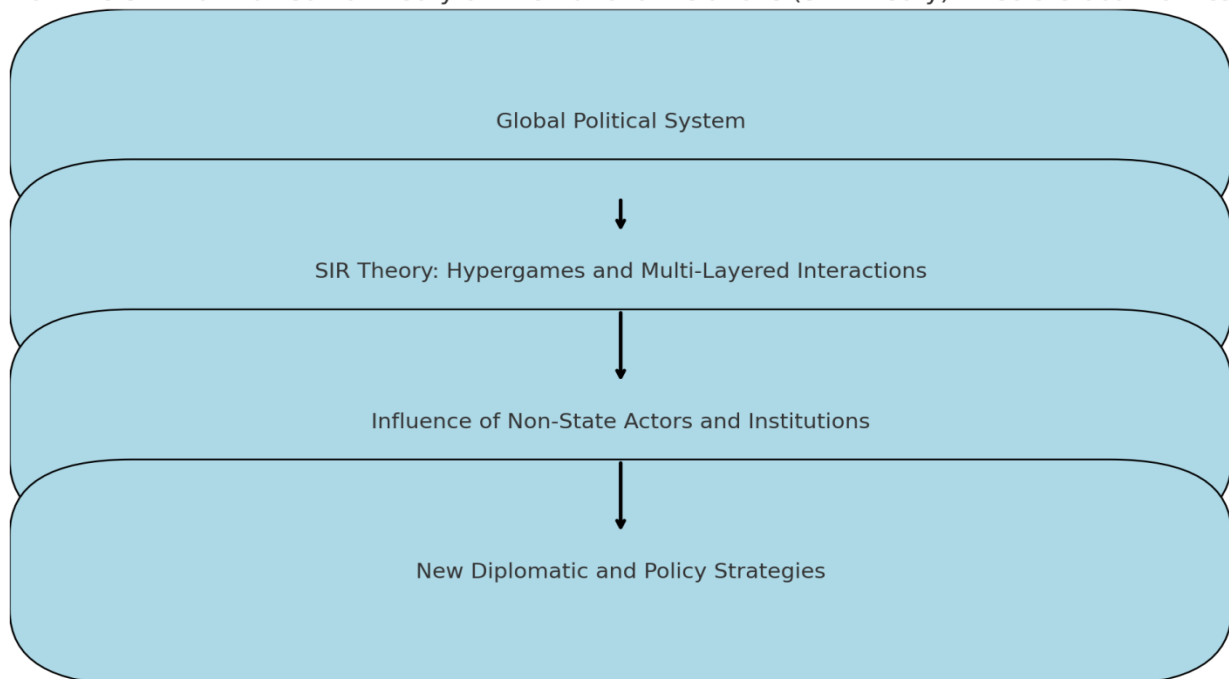 Global Political System
SIR Theory: Hypergames and Multi-Layered Interactions
Influence of Non-State Actors and Institutions
New Diplomatic and Policy Strategies